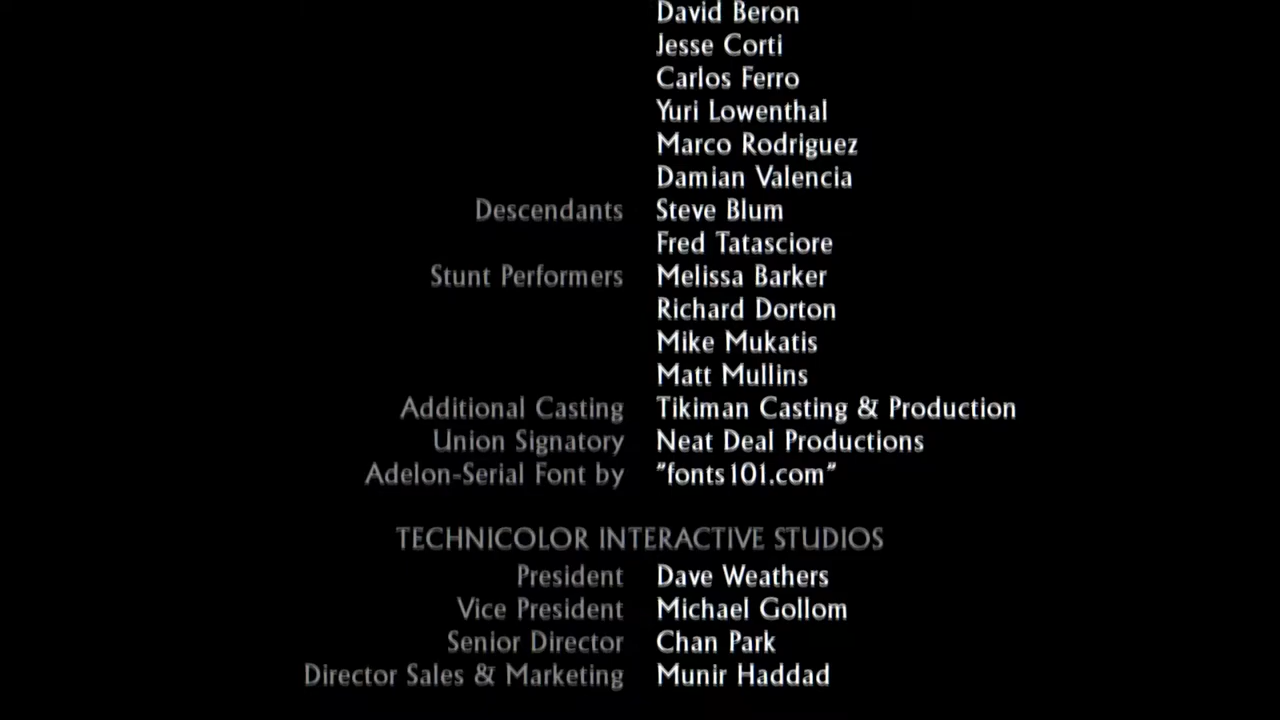 David Beron
Jesse Corti
Carlos Ferro
Yuri Lowenthal
Marco Rodriguez
Damian Valencia
Descendants Steve Blum
Fred Tatasciore
Stunt Performers Melissa Barker
Richard Dorton
Mike Mukatis
Matt Mullins
Additional Casting Tikiman Casting & Production
Union Signatory Neat Deal Productions
Adelon-Serial Font by "fonts101.com"
TECHNICOLOR INTERACTIVE STUDIOS
President Dave Weathers
Vice President Michael Gollom
Senior Director Chan Park
Director Sales & Marketing Munir Haddad